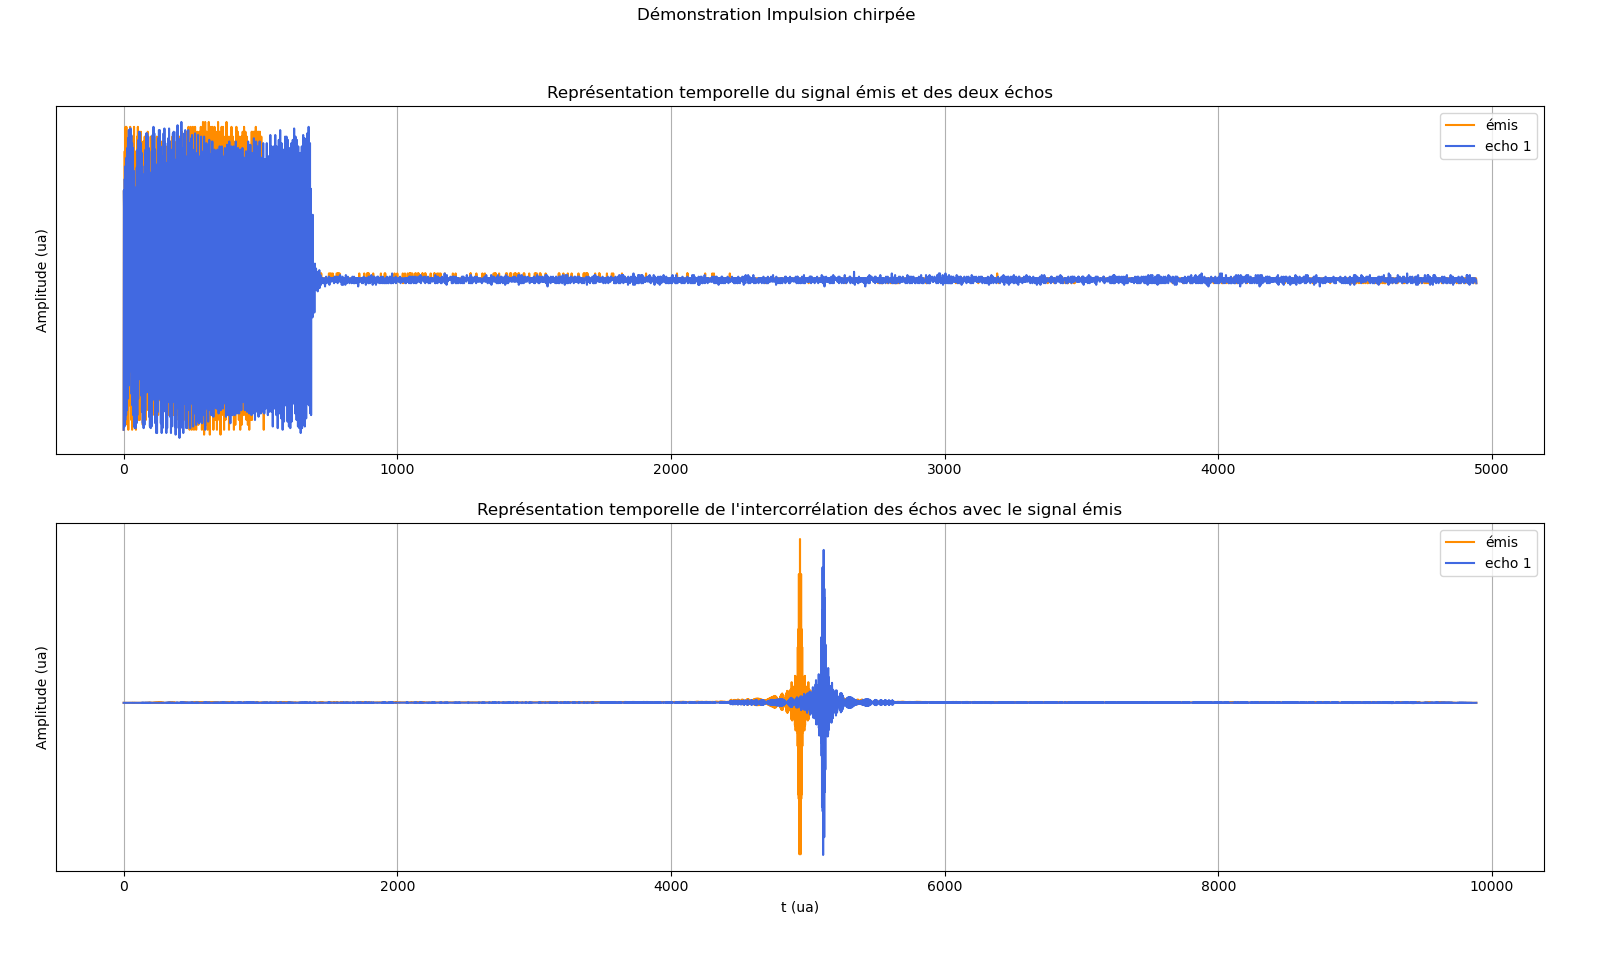 Démonstration Impulsion chirpée
Représentation temporelle du signal émis et des deux échos
émis
echo 1
Amplitude (ua)
0 1000 2000 3000 4000 5000
Représentation temporelle de l'intercorrélation des échos avec le signal émis
émis
echo 1
Amplitude (ua)
0 2000 4000 6000 8000 10000
t (ua)